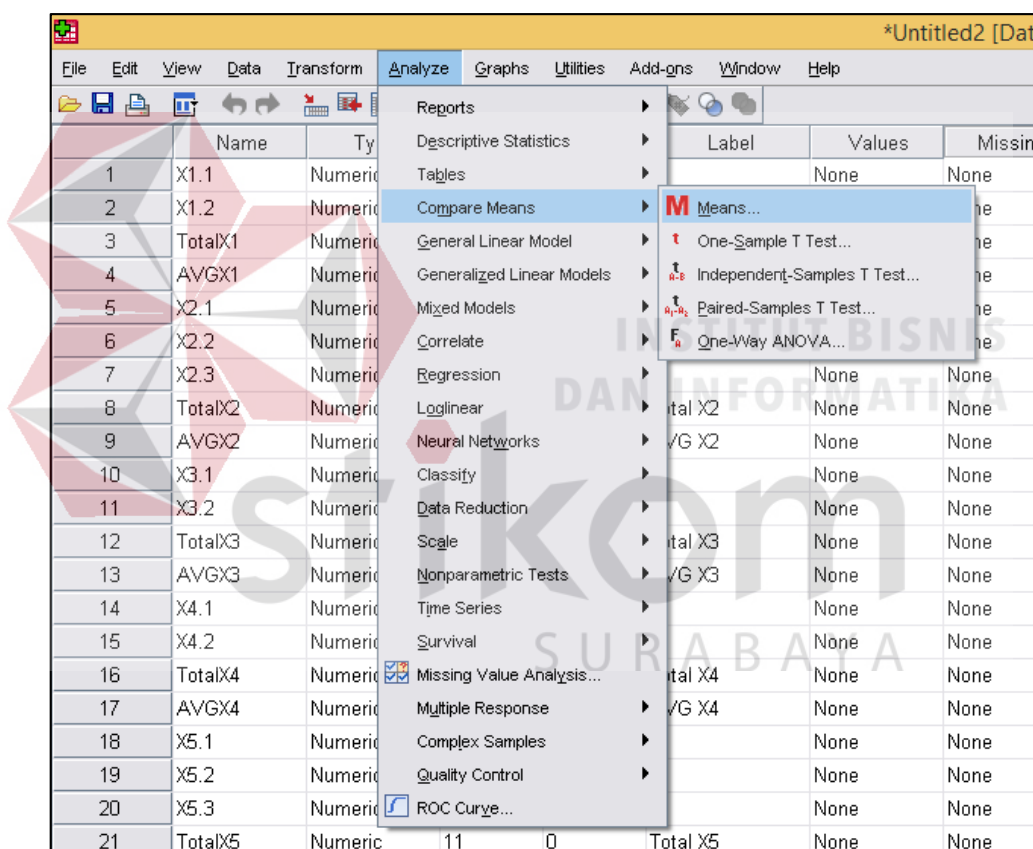 *Untitled2 [Dat
File Edit View Data Transform Analyze Graphs Utilities Add-ons Window Help
Name Ty Label Values Missin
1 X1.1 Numeric None None
2 X1.2 Numeric
3 TotalX1 Numeric
4 AVGX1 Numeric
5 X2.1 Numeric
6 X2.2 Numeric
7 X2.3 Numeric None None
8 TotalX2 Numeric tal X2 None None
9 AVGX2 Numeric VG X2 None None
10 X3.1 Numeric None None
11 X3.2 Numeric None None
12 TotalX3 Numeric tal X3 None None
13 AVGX3 Numeric VG X3 None None
14 X4.1 Numeric None None
15 X4.2 Numeric None None
16 TotalX4 Numeric tal X4 None None
17 AVGX4 Numeric VG X4 None None
18 X5.1 Numeric None None
19 X5.2 Numeric None None
20 X5.3 Numeric None None
21 TotalX5 Numeric 11 0 Total X5 None None
Reports
Descriptive Statistics
Tables
Compare Means
General Linear Model
Generalized Linear Models
Mixed Models
Correlate
Regression
Loglinear
Neural Networks
Classify
Data Reduction
Scale
Nonparametric Tests
Time Series
Survival
Missing Value Analysis...
Multiple Response
Complex Samples
Quality Control
ROC Curve...
M Means...
t One-Sample T Test...
Independent-Samples T Test...
Paired-Samples T Test...
One-Way ANOVA...
INSTITUT BISNIS
DAN INFORMATIKA
stikom
SURABAYA